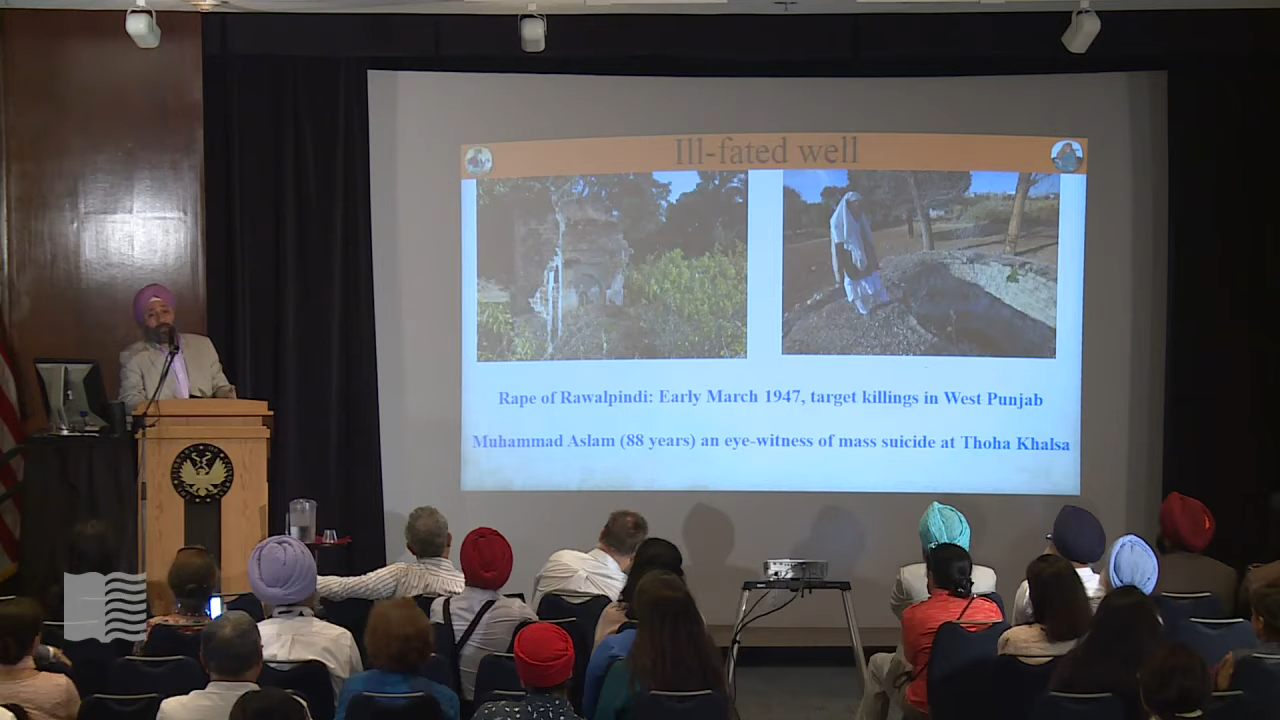 Ill-fated well
Rape of Rawalpindi: Early March 1947, target killings in West Punjab
Muhammad Aslam (88 years) an eye-witness of mass suicide at Thoha Khalsa